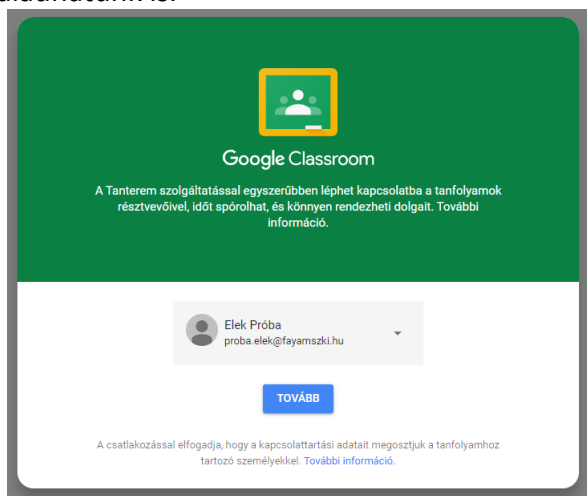 Google Classroom
A Tanterem szolgáltatással egyszerűbben léphet kapcsolatba a tanfolyamok
résztvevőivel, időt spórolhat, és könnyen rendezheti dolgait. További
információ.
Elek Próba
proba.elek@fayamszki.hu
TOVÁBB
A csatlakozással elfogadja, hogy a kapcsolattartási adatait megosztjuk a tanfolyamhoz
tartozó személyekkel. További információ.